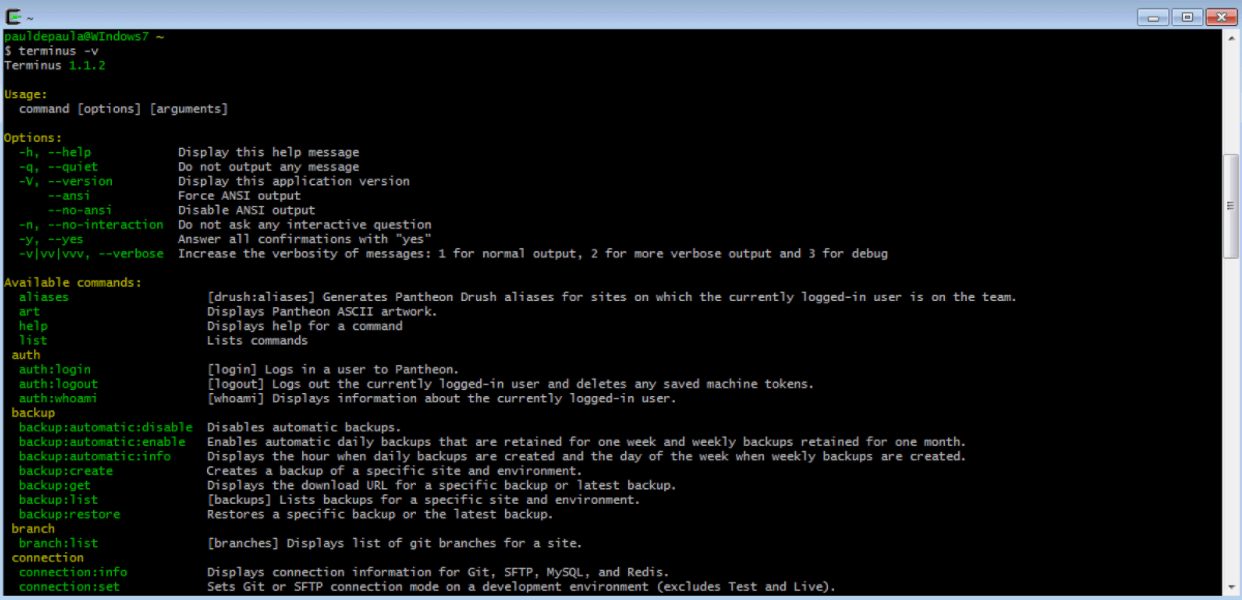 ~
pauldepaula@WIndows7 ~
$ terminus -v
Terminus 1.1.2
Usage:
command [options] [arguments]
Options:
-h, --help Display this help message
-q, --quiet Do not output any message
-V, --version Display this application version
--ansi Force ANSI output
--no-ansi Disable ANSI output
-n, --no-interaction Do not ask any interactive question
-y, --yes Answer all confirmations with "yes"
-v|vv|vvv, --verbose Increase the verbosity of messages: 1 for normal output, 2 for more verbose output and 3 for debug
Available commands:
aliases [drush:aliases] Generates Pantheon Drush aliases for sites on which the currently logged-in user is on the team.
art Displays Pantheon ASCII artwork.
help Displays help for a command
list Lists commands
auth
auth:login [login] Logs in a user to Pantheon.
auth:logout [logout] Logs out the currently logged-in user and deletes any saved machine tokens.
auth:whoami [whoami] Displays information about the currently logged-in user.
backup
backup:automatic:disable Disables automatic backups.
backup:automatic:enable Enables automatic daily backups that are retained for one week and weekly backups retained for one month.
backup:automatic:info Displays the hour when daily backups are created and the day of the week when weekly backups are created.
backup:create Creates a backup of a specific site and environment.
backup:get Displays the download URL for a specific backup or latest backup.
backup:list [backups] Lists backups for a specific site and environment.
backup:restore Restores a specific backup or the latest backup.
branch
branch:list [branches] Displays list of git branches for a site.
connection
connection:info Displays connection information for Git, SFTP, MySQL, and Redis.
connection:set Sets Git or SFTP connection mode on a development environment (excludes Test and Live).